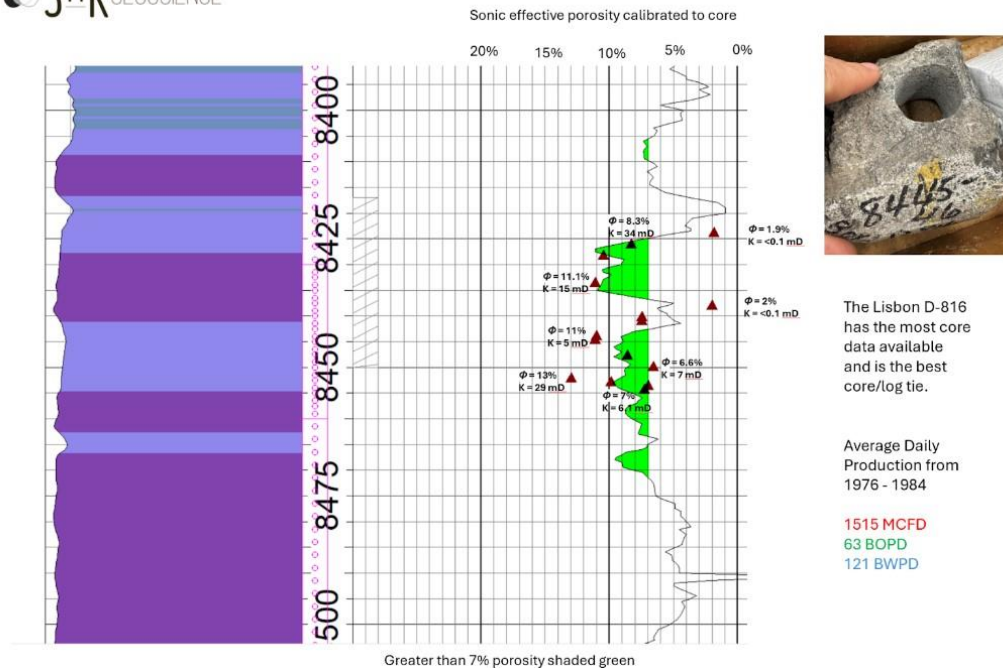 GEOSCIENCE
Sonic effective porosity calibrated to core
20% 15% 10% 5% 0%
8400
8425
8450
8475
500
Φ = 8.3%
K = 34 mD
Φ = 1.9%
K = <0.1 mD
Φ = 11.1%
K = 15 mD
Φ = 2%
K = <0.1 mD
Φ = 11%
K = 5 mD
Φ = 6.6%
K = 7 mD
Φ = 13%
K = 29 mD
Φ = 7%
K = 6.1 mD
8445-
46
The Lisbon D-816
has the most core
data available
and is the best
core/log tie.
Average Daily
Production from
1976 - 1984
1515 MCFD
63 BOPD
121 BWPD
Greater than 7% porosity shaded green